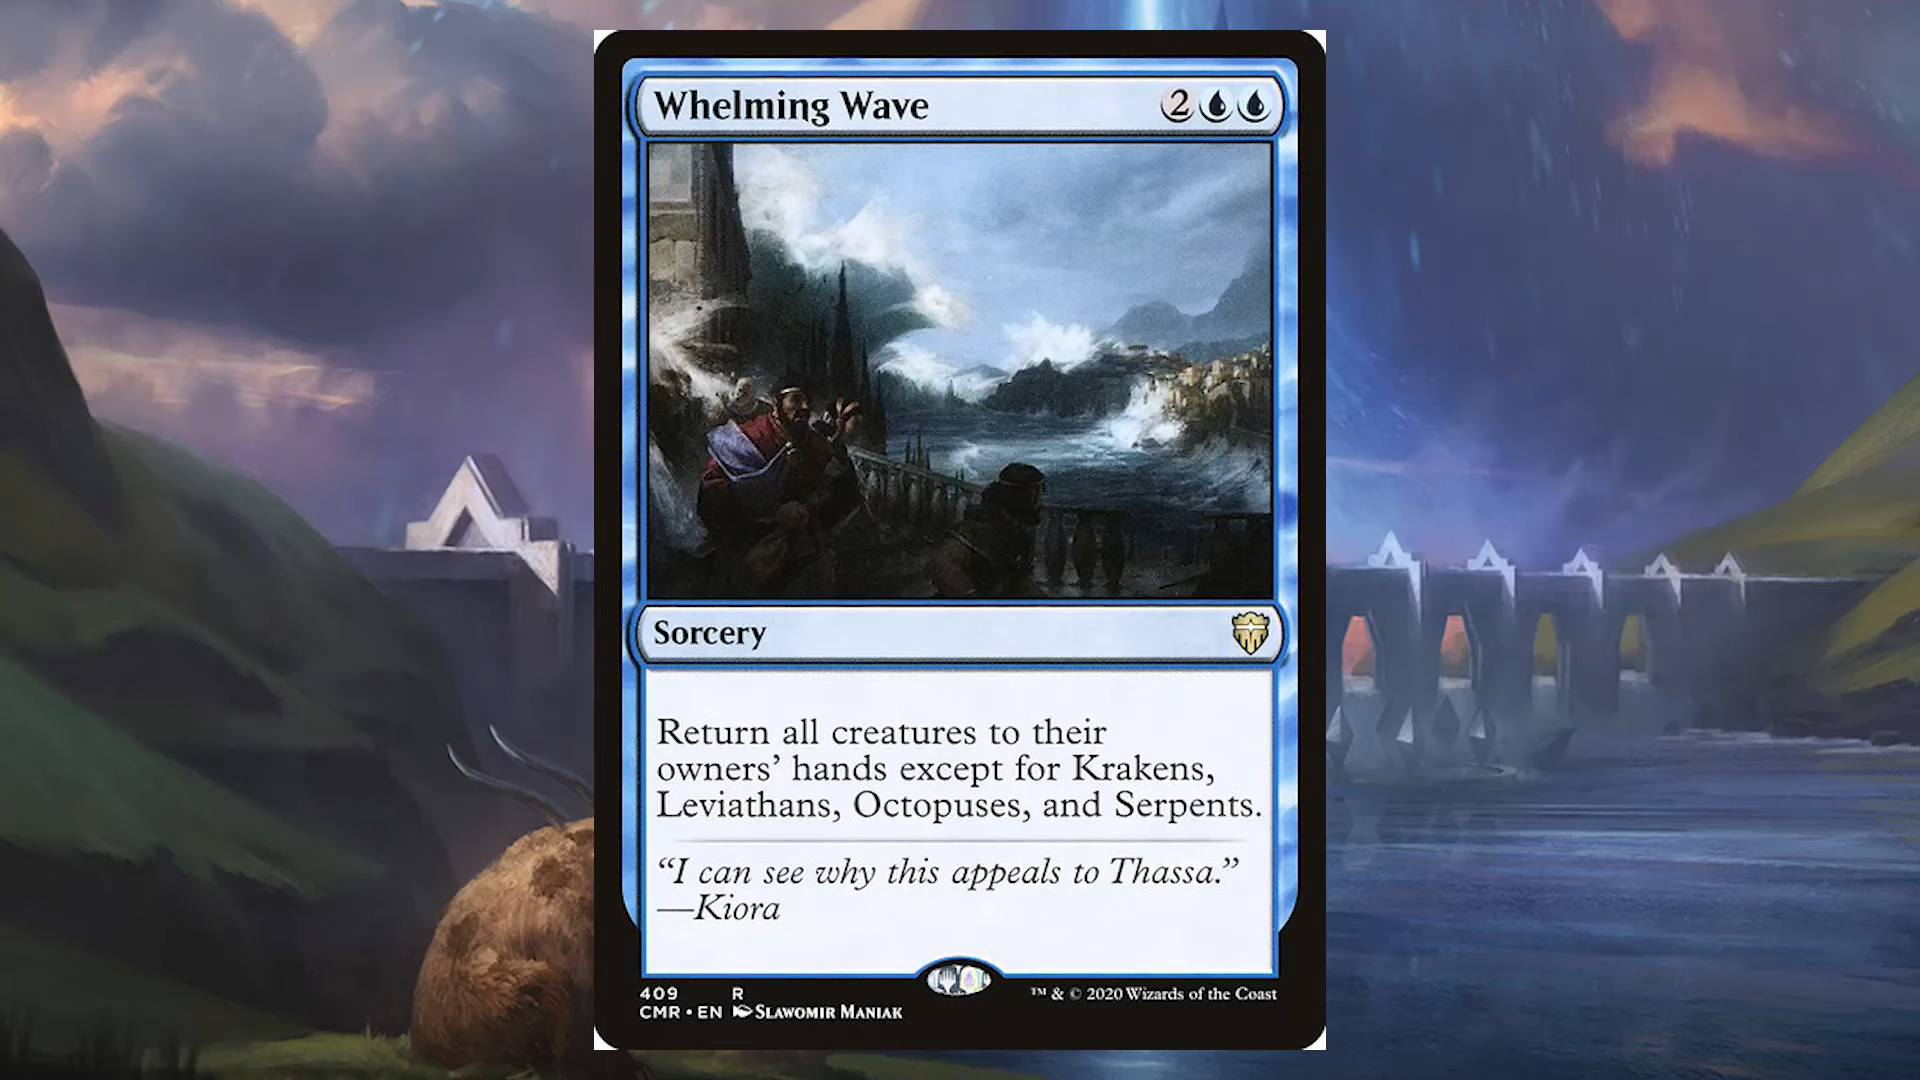 Whelming Wave 2
Sorcery
Return all creatures to their
owners’ hands except for Krakens,
Leviathans, Octopuses, and Serpents.
“I can see why this appeals to Thassa.”
—Kiora
409 R
CMR • EN SLAWOMIR MANIAK
™ & © 2020 Wizards of the Coast